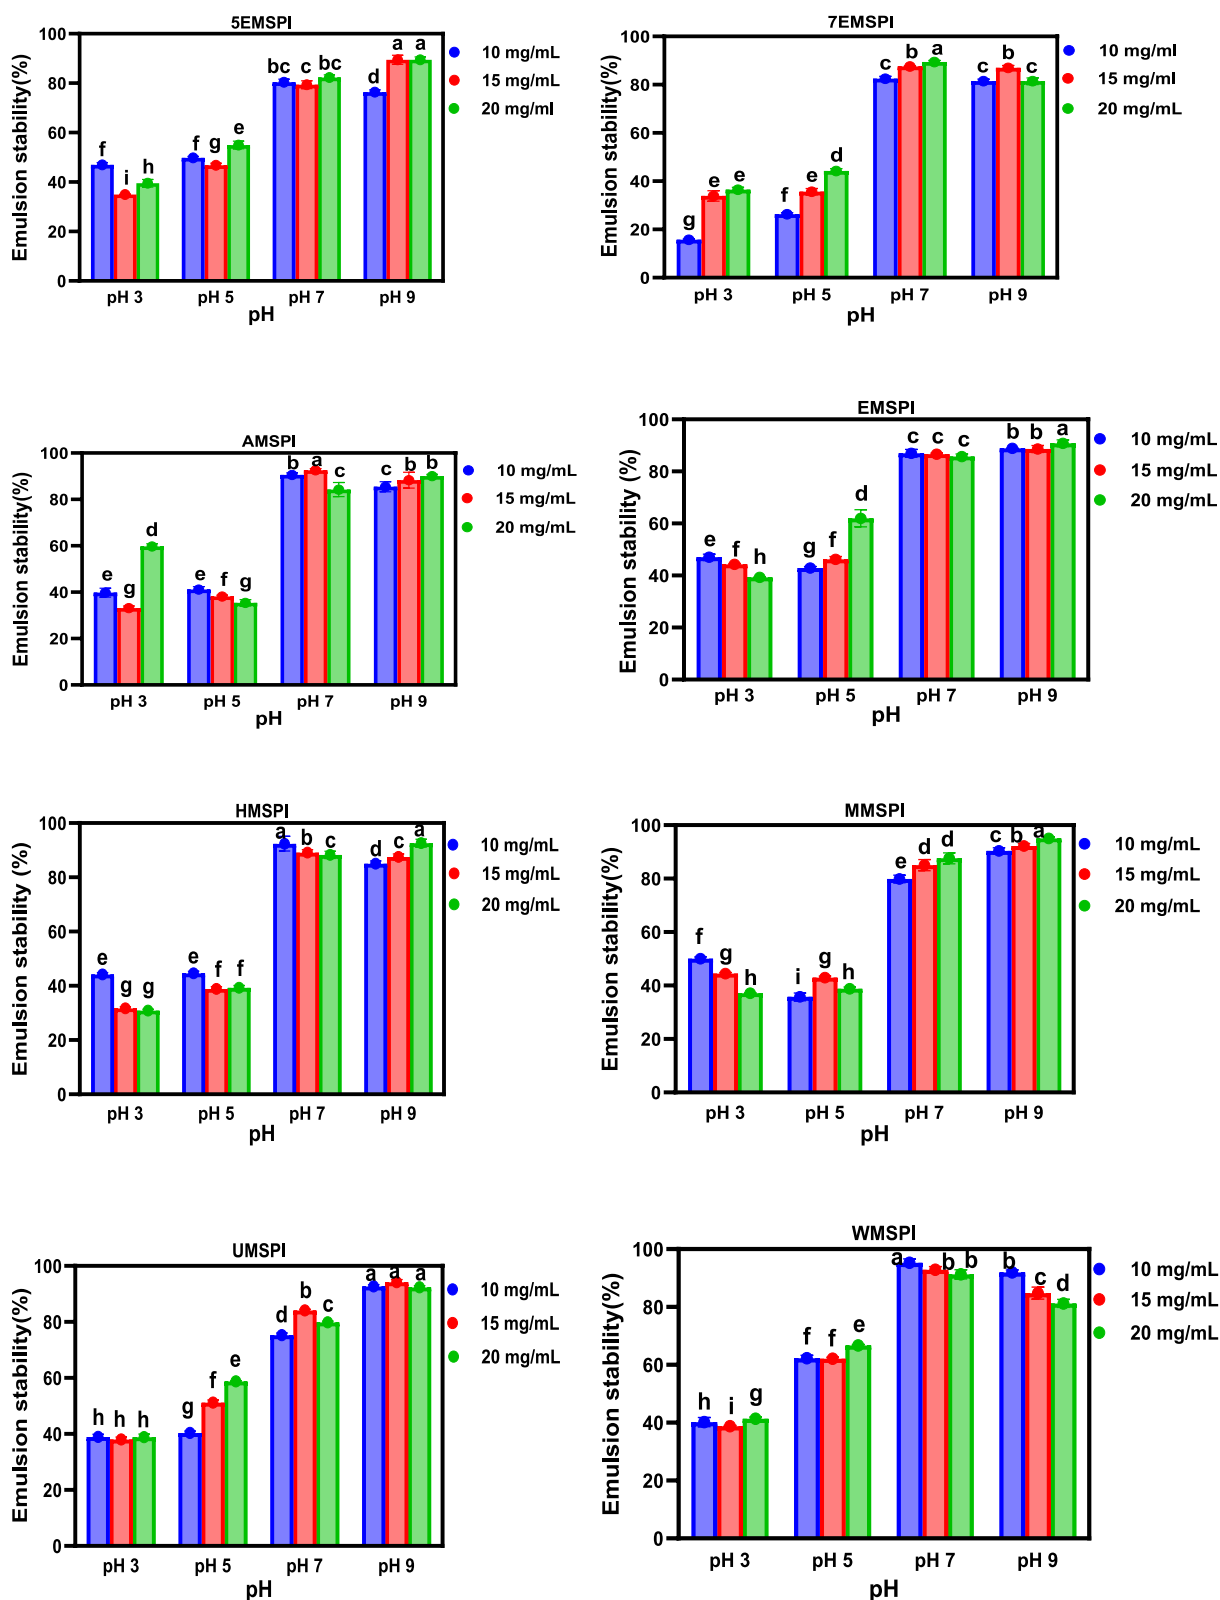 5EMSPI
Emulsion stability(%)
100
80
60
40
20
0
f i h f g e bc c bc d a a
pH 3 pH 5 pH 7 pH 9
pH
10 mg/mL
15 mg/mL
20 mg/ml
7EMSPI
Emulsion stability(%)
100
80
60
40
20
0
g e e f e d c b a c b c
pH 3 pH 5 pH 7 pH 9
pH
10 mg/ml
15 mg/ml
20 mg/mL
AMSPI
Emulsion stability(%)
100
80
60
40
20
0
e g d e f g b a c c b b
pH 3 pH 5 pH 7 pH 9
pH
10 mg/mL
15 mg/mL
20 mg/mL
EMSPI
Emulsion stability (%)
100
80
60
40
20
0
e f h g f d c c c b b a
pH 3 pH 5 pH 7 pH 9
pH
10 mg/mL
15 mg/mL
20 mg/mL
HMSPI
Emulsion stability (%)
100
80
60
40
20
0
e g g e f f a b c d c a
pH 3 pH 5 pH 7 pH 9
pH
10 mg/mL
15 mg/mL
20 mg/mL
MMSPI
Emulsion stability(%)
100
80
60
40
20
0
f g h i g h e d d c b a
pH 3 pH 5 pH 7 pH 9
pH
10 mg/mL
15 mg/mL
20 mg/mL
UMSPI
Emulsion stability(%)
100
80
60
40
20
0
h h h g f e d b c a a a
pH 3 pH 5 pH 7 pH 9
pH
10 mg/mL
15 mg/mL
20 mg/mL
WMSPI
Emulsion stability(%)
100
80
60
40
20
0
h i g f f e a b b b c d
pH 3 pH 5 pH 7 pH 9
pH
10 mg/mL
15 mg/mL
20 mg/mL